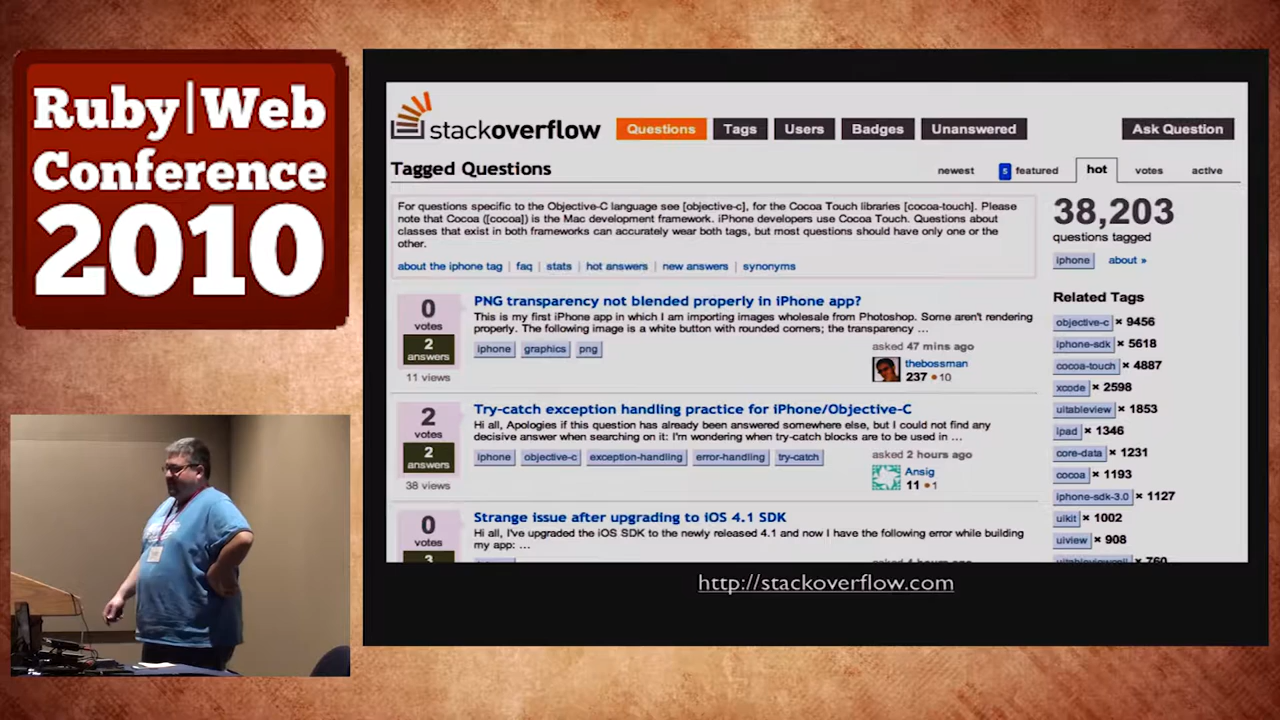 Ruby|Web
Conference
2010
stackoverflow
Questions
Tags
Users
Badges
Unanswered
Ask Question
Tagged Questions
newest
5 featured
hot
votes
active
For questions specific to the Objective-C language see [objective-c], for the Cocoa Touch libraries [cocoa-touch]. Please
note that Cocoa ([cocoa]) is the Mac development framework. iPhone developers use Cocoa Touch. Questions about
classes that exist in both frameworks can accurately wear both tags, but most questions should have only one or the
other.
about the iphone tag | faq | stats | hot answers | new answers | synonyms
0
votes
2
answers
11 views
PNG transparency not blended properly in iPhone app?
This is my first iPhone app in which I am importing images wholesale from Photoshop. Some aren't rendering
properly. The following image is a white button with rounded corners; the transparency ...
iphone graphics png
asked 47 mins ago
thebossman
237 •10
2
votes
2
answers
38 views
Try-catch exception handling practice for iPhone/Objective-C
Hi all, Apologies if this question has already been answered somewhere else, but I could not find any
decisive answer when searching on it: I'm wondering when try-catch blocks are to be used in ...
iphone objective-c exception-handling error-handling try-catch
asked 2 hours ago
Ansig
11 •1
0
votes
3
Strange issue after upgrading to iOS 4.1 SDK
Hi all, I've upgraded the iOS SDK to the newly released 4.1 and now I have the following error while building
my app: ...
38,203
questions tagged
iphone about »
Related Tags
objective-c × 9456
iphone-sdk × 5618
cocoa-touch × 4887
xcode × 2598
uitableview × 1853
ipad × 1346
core-data × 1231
cocoa × 1193
iphone-sdk-3.0 × 1127
uikit × 1002
uiview × 908
http://stackoverflow.com